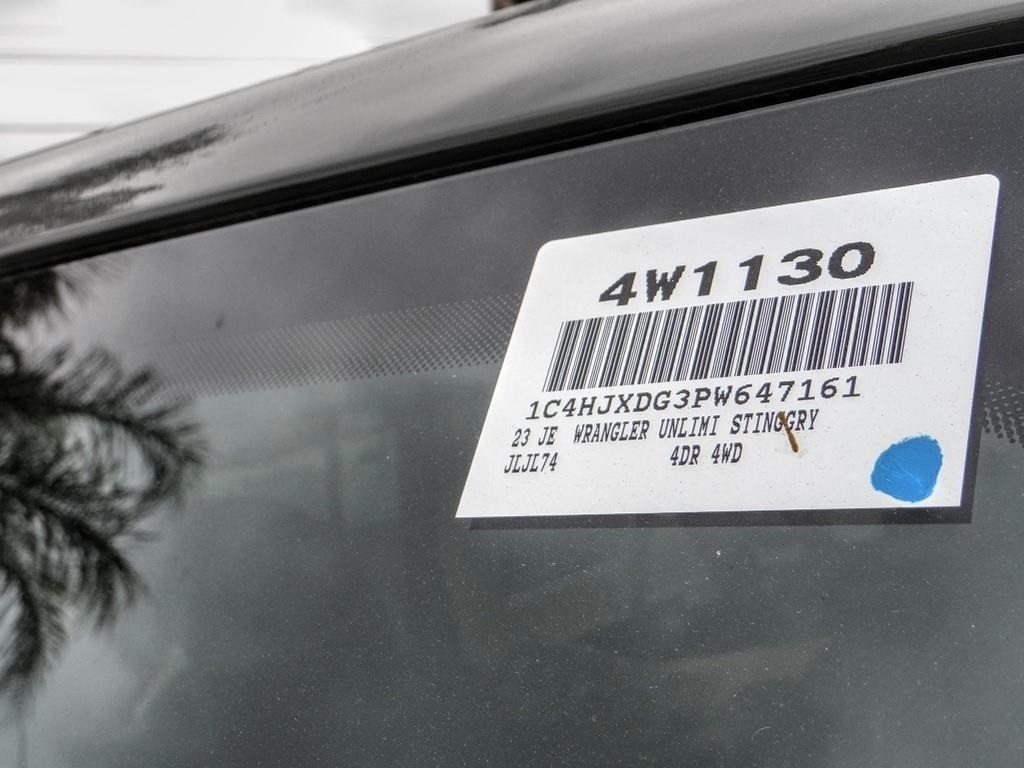 4W1130
1C4HJXDG3PW647161
23 JE WRANGLER UNLIMI STINGGRY
JLJL74 4DR 4WD